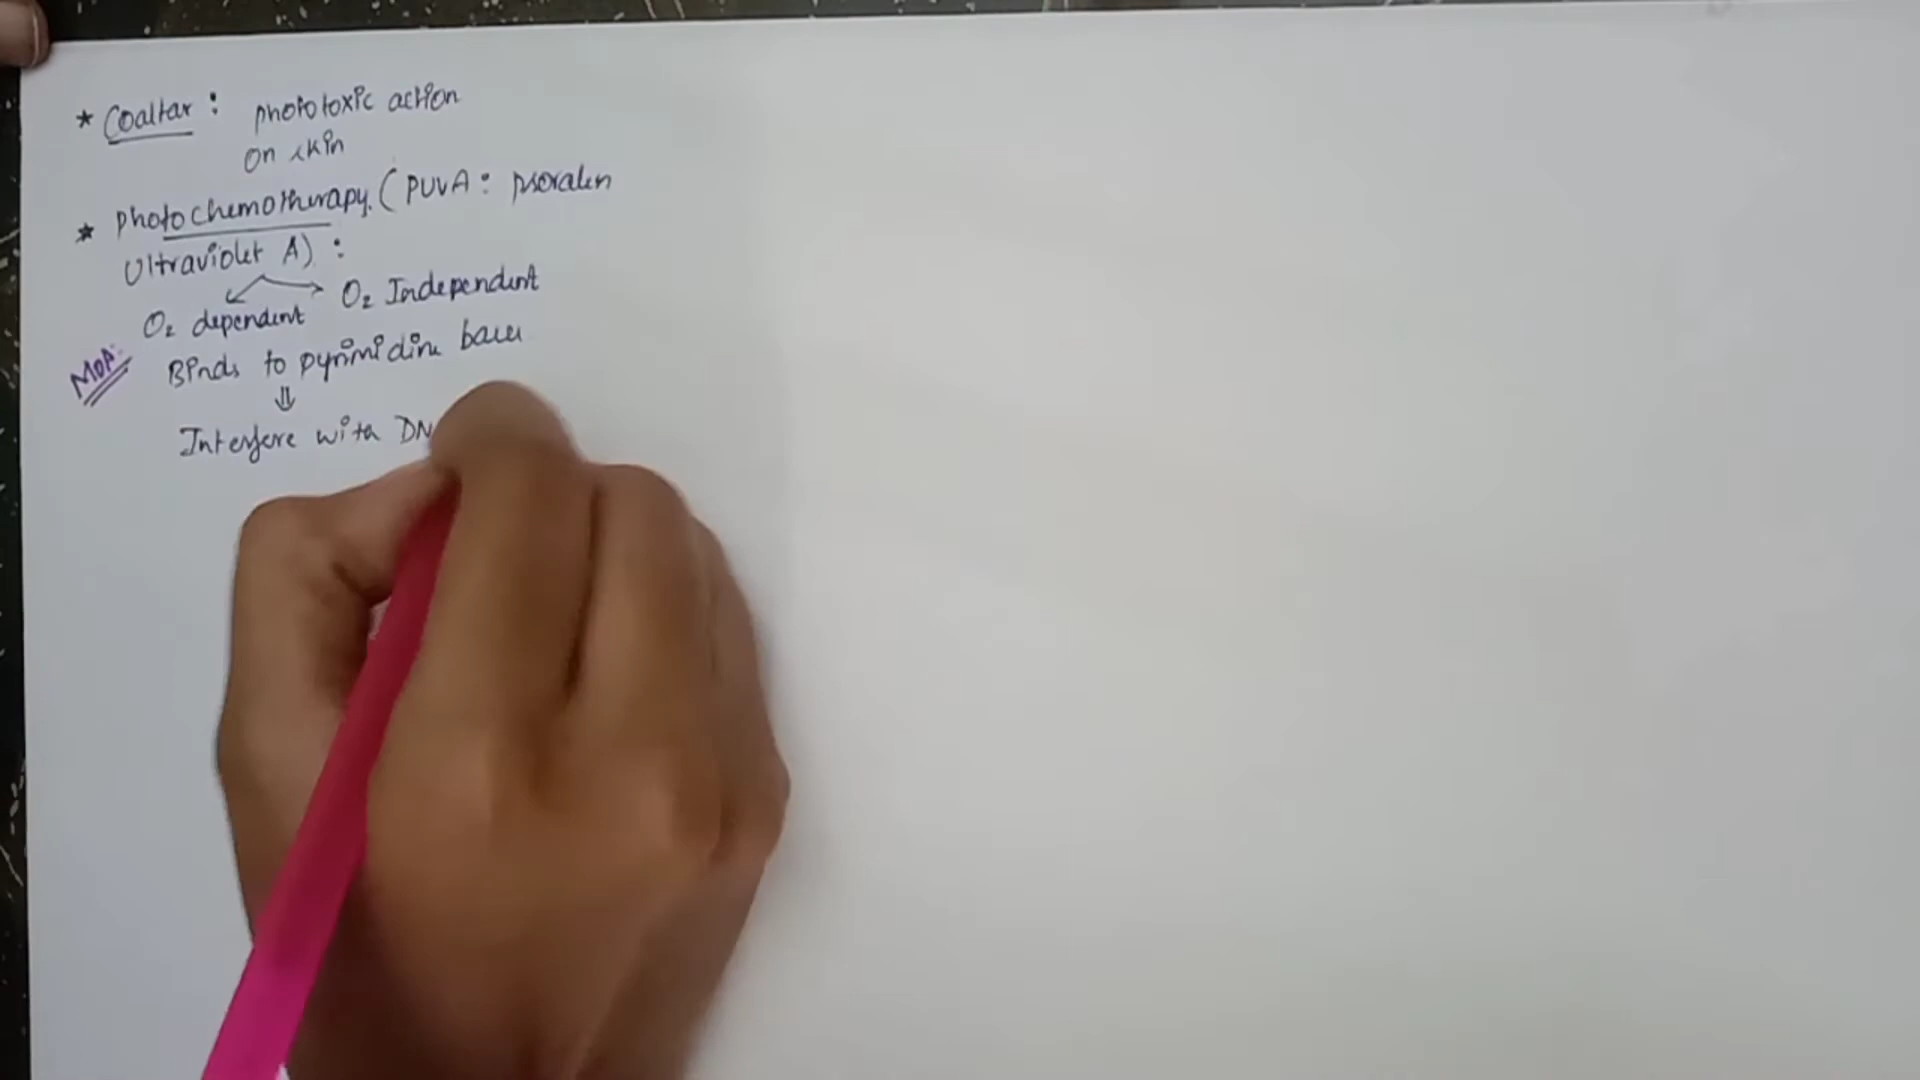 * Coaltar : phototoxic action
on skin
* Photochemotherapy. (PUVA : psoralen
Ultraviolet A) :
O₂ dependent O₂ Independent
MOA: Binds to pyrimidine bases
⇓
Interfere with DN